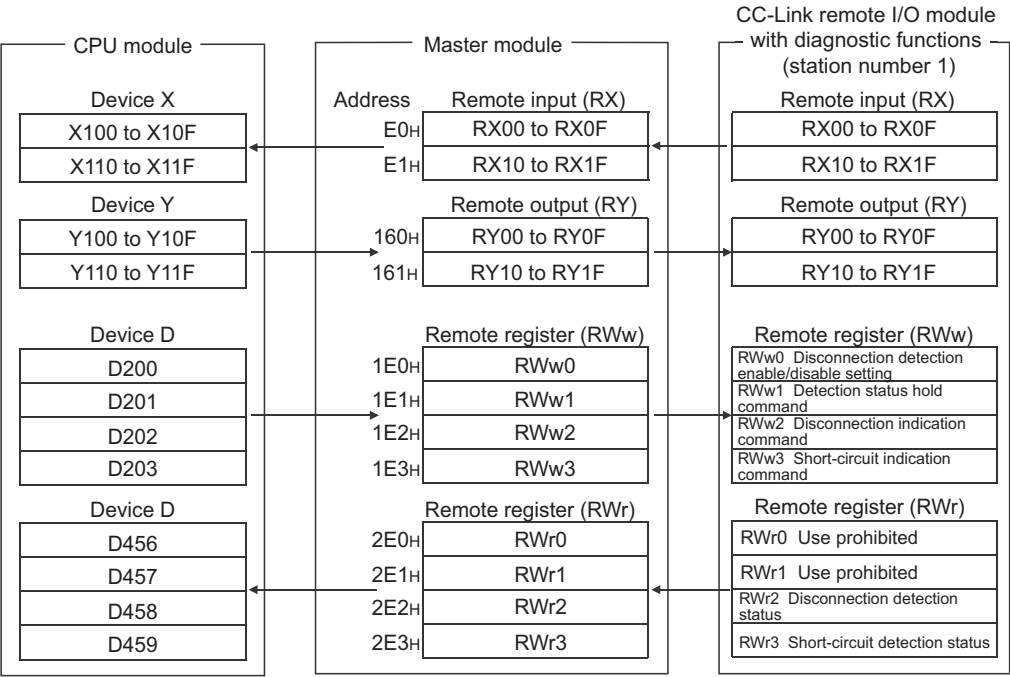 CC-Link remote I/O module
CPU module Master module with diagnostic functions
(station number 1)
Device X Address Remote input (RX) Remote input (RX)
X100 to X10F E0H RX00 to RX0F RX00 to RX0F
X110 to X11F E1H RX10 to RX1F RX10 to RX1F
Device Y Remote output (RY) Remote output (RY)
Y100 to Y10F 160H RY00 to RY0F RY00 to RY0F
Y110 to Y11F 161H RY10 to RY1F RY10 to RY1F
Device D Remote register (RWw) Remote register (RWw)
D200 1E0H RWw0 RWw0 Disconnection detection
enable/disable setting
D201 1E1H RWw1 RWw1 Detection status hold
command
D202 1E2H RWw2 RWw2 Disconnection indication
command
D203 1E3H RWw3 RWw3 Short-circuit indication
command
Device D Remote register (RWr) Remote register (RWr)
D456 2E0H RWr0 RWr0 Use prohibited
D457 2E1H RWr1 RWr1 Use prohibited
D458 2E2H RWr2 RWr2 Disconnection detection
status
D459 2E3H RWr3 RWr3 Short-circuit detection status